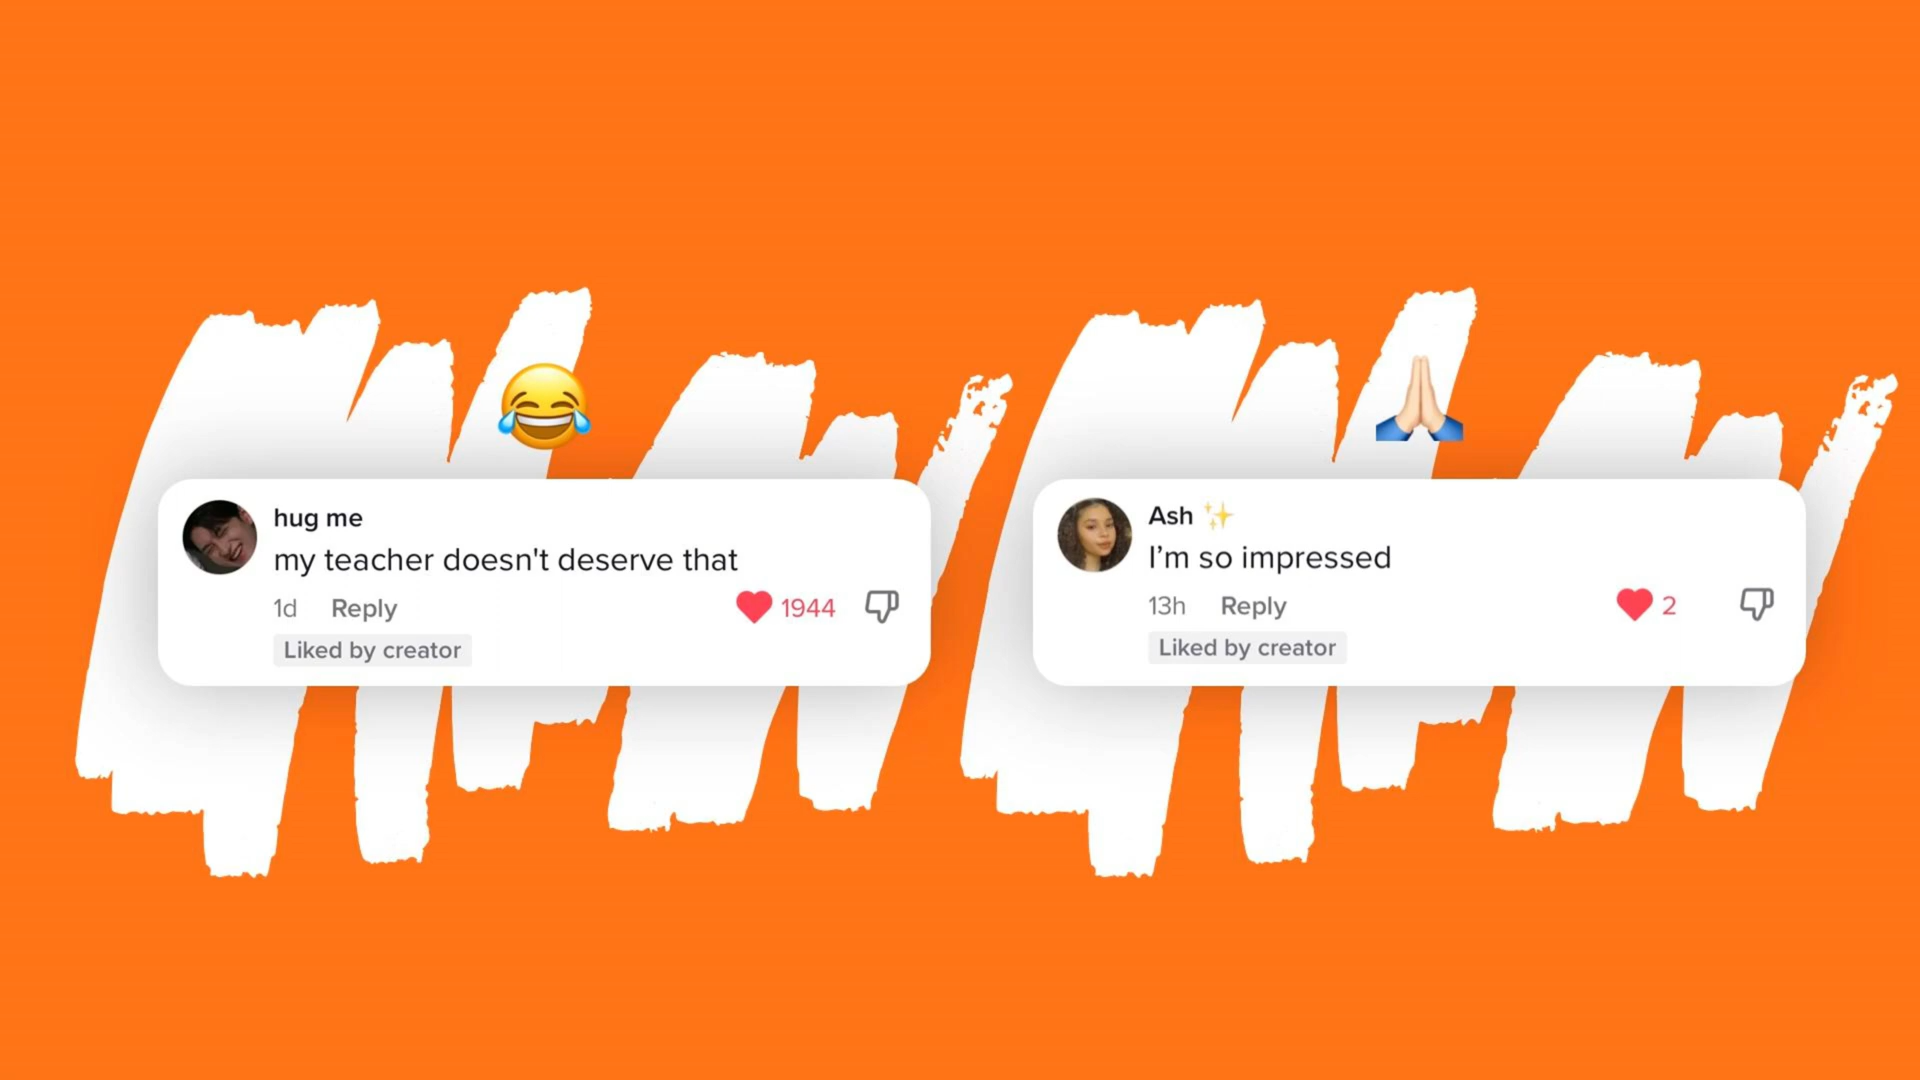 hug me
my teacher doesn't deserve that
1d Reply 1944
Liked by creator
Ash ✨
I’m so impressed
13h Reply 2
Liked by creator